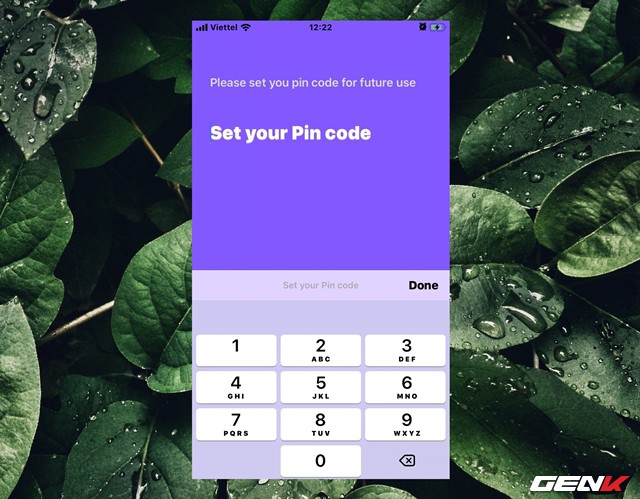 Viettel 12:22
Please set you pin code for future use
Set your Pin code
Set your Pin code Done
1 2 3
ABC DEF
4 5 6
GHI JKL MNO
7 8 9
PQRS TUV WXYZ
0
GENK